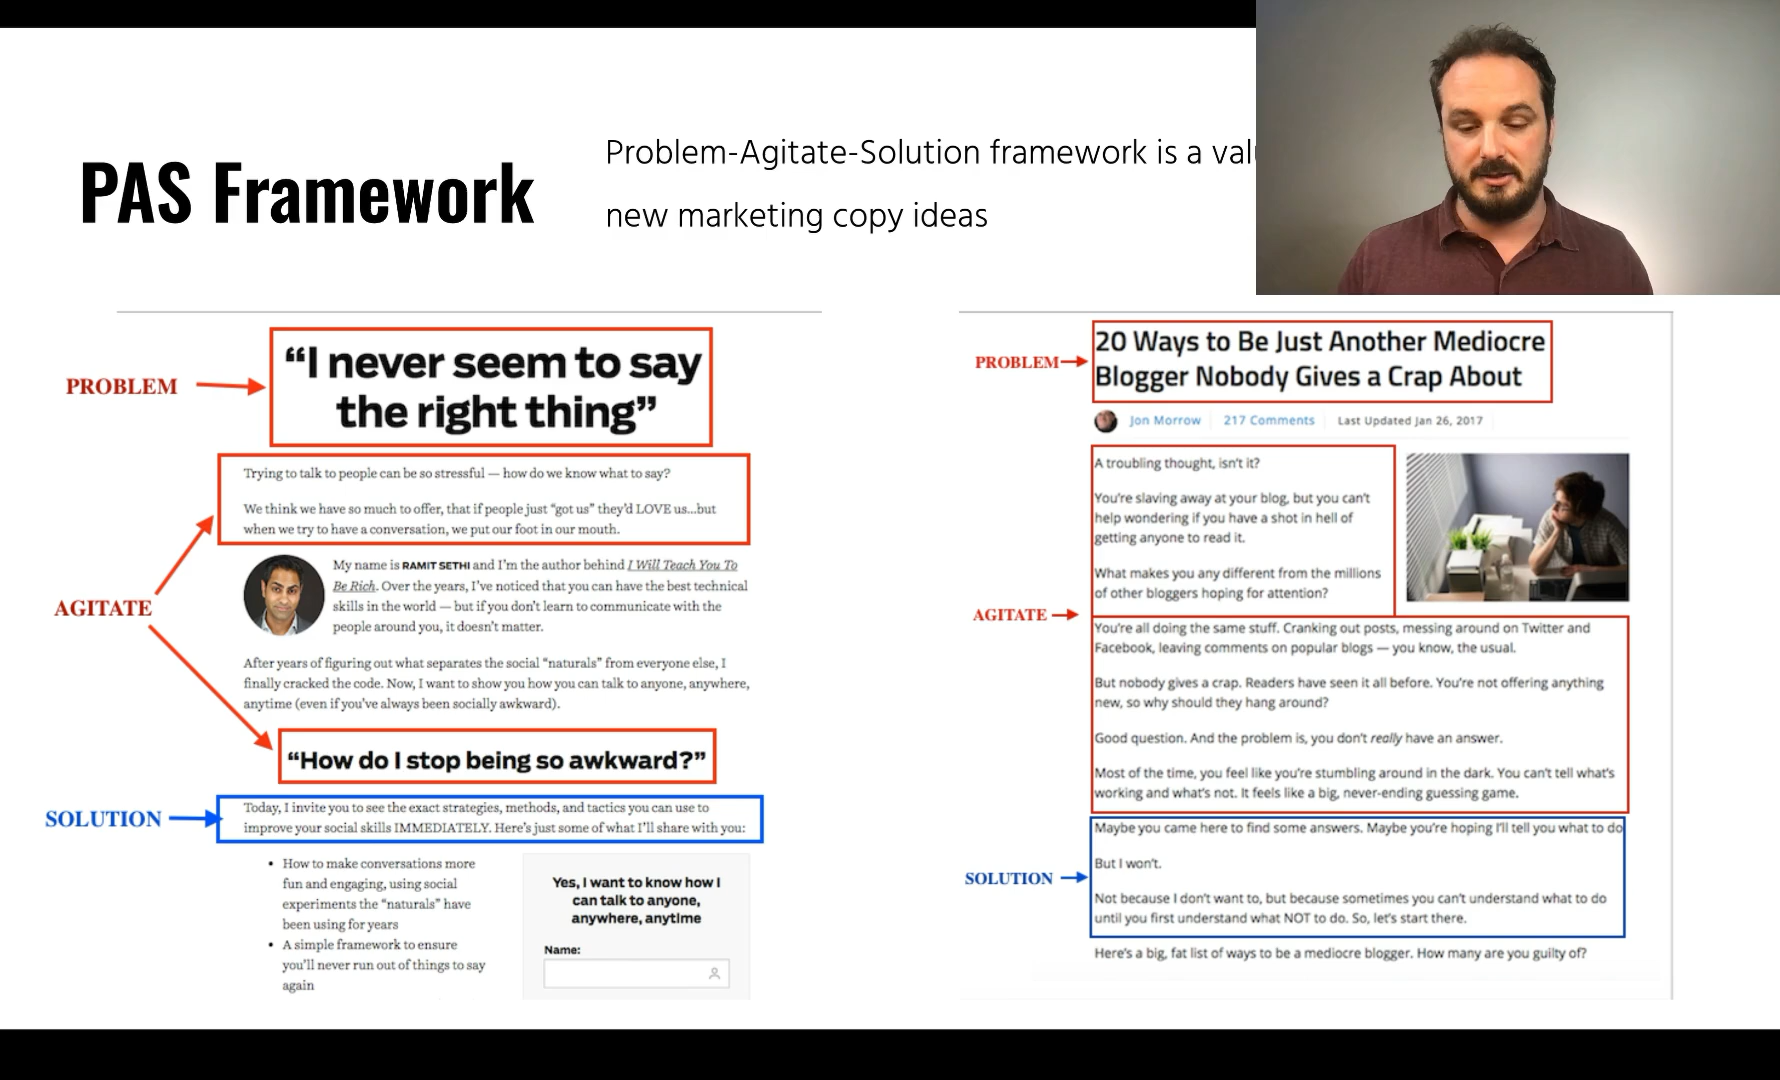 PAS Framework
Problem-Agitate-Solution framework is a
new marketing copy ideas
PROBLEM
“I never seem to say
the right thing”
AGITATE
Trying to talk to people can be so stressful — how do we know what to say?
We think we have so much to offer, that if people just “got us” they’d LOVE us...but
when we try to have a conversation, we put our foot in our mouth.
My name is RAMIT SETHI and I’m the author behind I Will Teach You To
Be Rich. Over the years, I’ve noticed that you can have the best technical
skills in the world — but if you don’t learn to communicate with the
people around you, it doesn’t matter.
After years of figuring out what separates the social “naturals” from everyone else, I
finally cracked the code. Now, I want to show you how you can talk to anyone, anywhere,
anytime (even if you’ve always been socially awkward).
“How do I stop being so awkward?”
SOLUTION
Today, I invite you to see the exact strategies, methods, and tactics you can use to
improve your social skills IMMEDIATELY. Here’s just some of what I’ll share with you:
• How to make conversations more
fun and engaging, using social
experiments the “naturals” have
been using for years
• A simple framework to ensure
you’ll never run out of things to say
again
Yes, I want to know how I
can talk to anyone,
anywhere, anytime
Name:
PROBLEM
20 Ways to Be Just Another Mediocre
Blogger Nobody Gives a Crap About
Jon Morrow 217 Comments Last Updated Jan 26, 2017
AGITATE
A troubling thought, isn’t it?
You’re slaving away at your blog, but you can’t
help wondering if you have a shot in hell of
getting anyone to read it.
What makes you any different from the millions
of other bloggers hoping for attention?
You’re all doing the same stuff. Cranking out posts, messing around on Twitter and
Facebook, leaving comments on popular blogs — you know, the usual.
But nobody gives a crap. Readers have seen it all before. You’re not offering anything
new, so why should they hang around?
Good question. And the problem is, you don’t really have an answer.
Most of the time, you feel like you’re stumbling around in the dark. You can’t tell what’s
working and what’s not. It feels like a big, never-ending guessing game.
SOLUTION
Maybe you came here to find some answers. Maybe you’re hoping I’ll tell you what to do
But I won’t.
Not because I don’t want to, but because sometimes you can’t understand what to do
until you first understand what NOT to do. So, let’s start there.
Here’s a big, fat list of ways to be a mediocre blogger. How many are you guilty of?